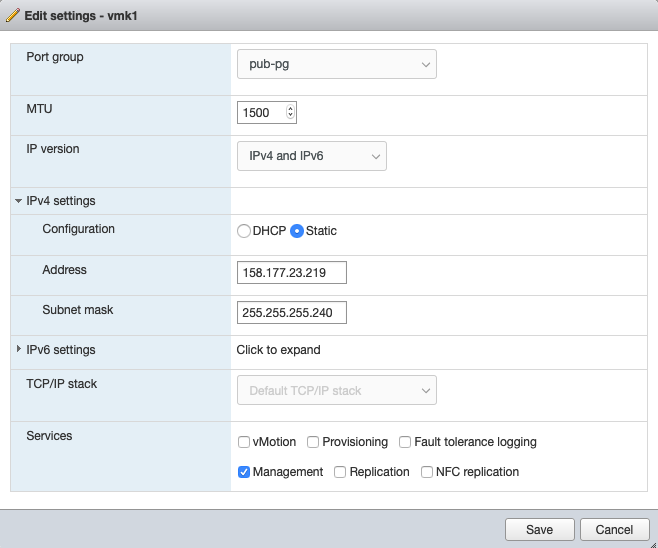 Edit settings - vmk1
Port group
pub-pg
MTU
1500
IP version
IPv4 and IPv6
IPv4 settings
Configuration
DHCP Static
Address
158.177.23.219
Subnet mask
255.255.255.240
IPv6 settings
Click to expand
TCP/IP stack
Default TCP/IP stack
Services
vMotion Provisioning Fault tolerance logging
Management Replication NFC replication
Save Cancel